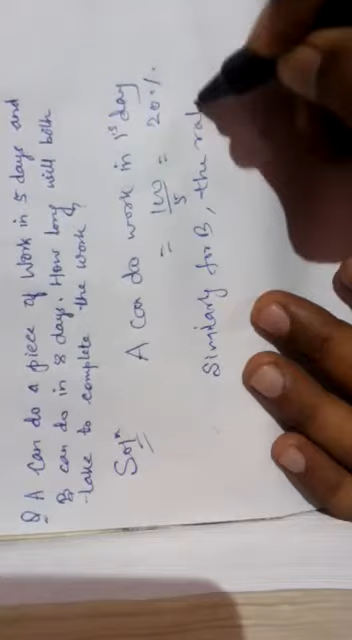 Q A can do a piece of work in 5 days and
B can do in 8 days. How long will both
take to complete the work?
Solⁿ A can do work in 1st day
= 100/5 = 20%.
Similarly for B, the